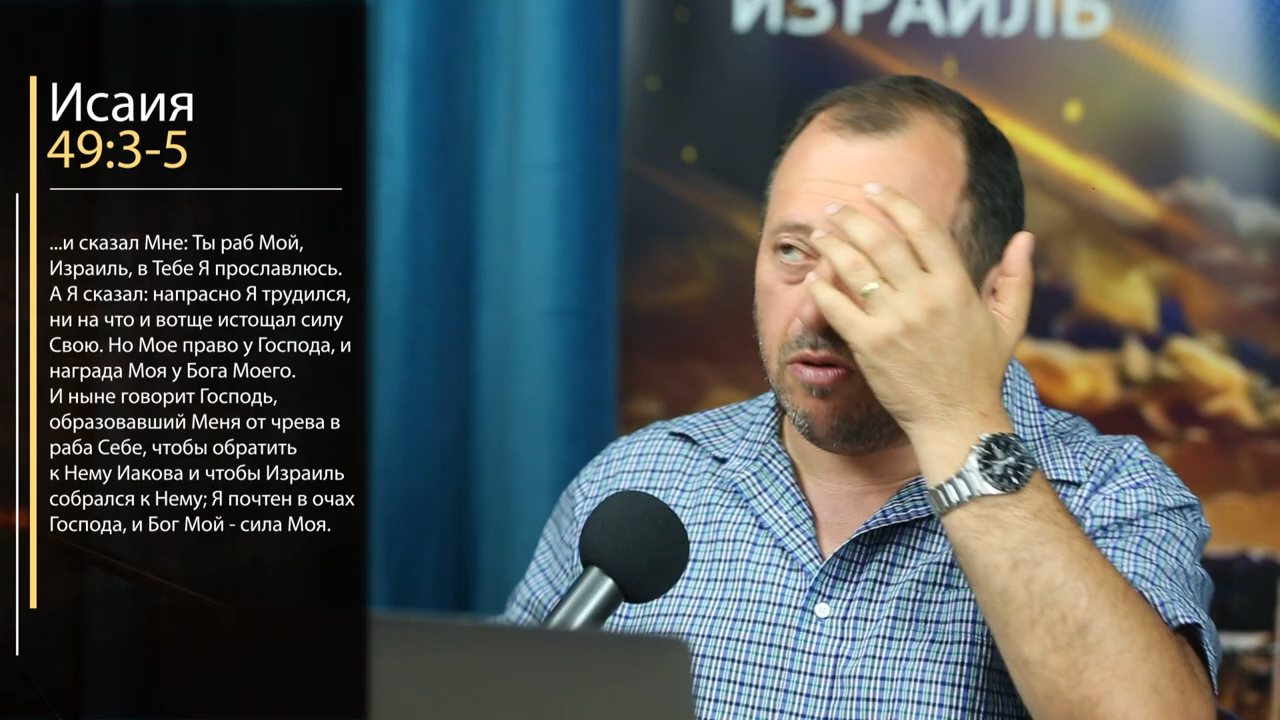 ИЗРАИЛЬ
Исаия
49:3-5
...и сказал Мне: Ты раб Мой,
Израиль, в Тебе Я прославлюсь.
А Я сказал: напрасно Я трудился,
ни на что и вотще истощал силу
Свою. Но Мое право у Господа, и
награда Моя у Бога Моего.
И ныне говорит Господь,
образовавший Меня от чрева в
раба Себе, чтобы обратить
к Нему Иакова и чтобы Израиль
собрался к Нему; Я почтен в очах
Господа, и Бог Мой - сила Моя.